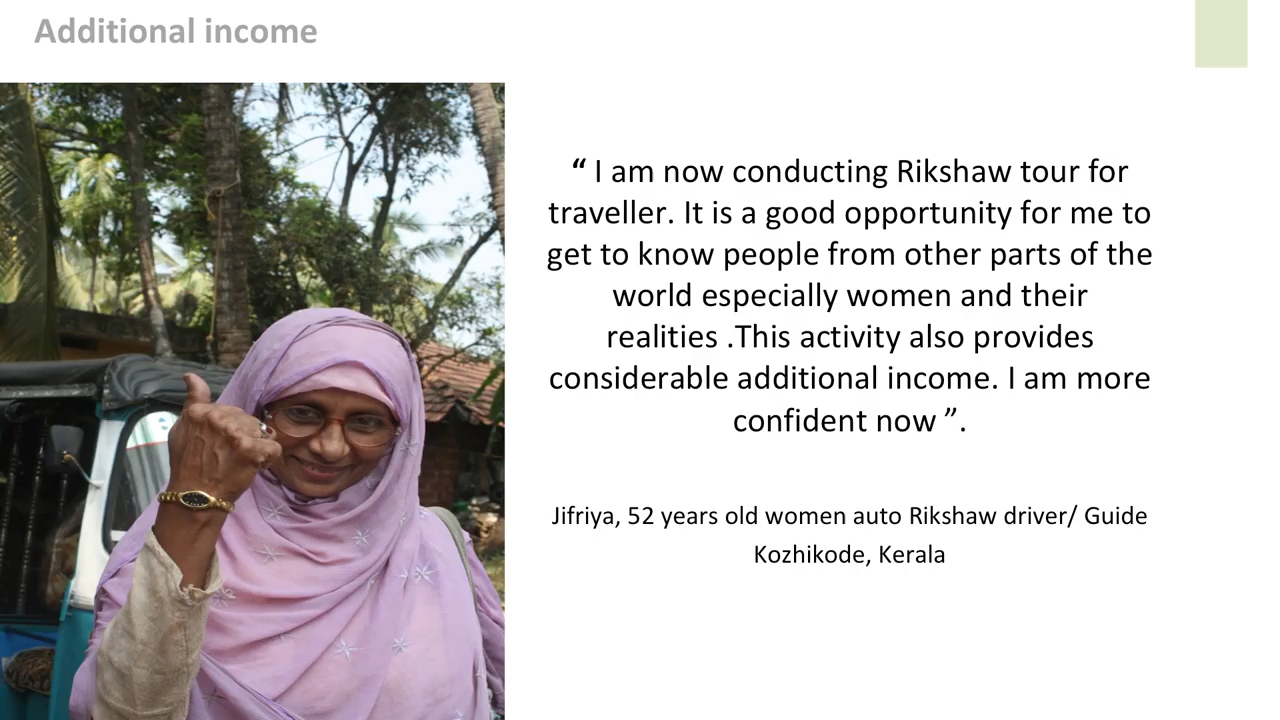 Additional income
“ I am now conducting Rikshaw tour for
traveller. It is a good opportunity for me to
get to know people from other parts of the
world especially women and their
realities .This activity also provides
considerable additional income. I am more
confident now ”.
Jifriya, 52 years old women auto Rikshaw driver/ Guide
Kozhikode, Kerala